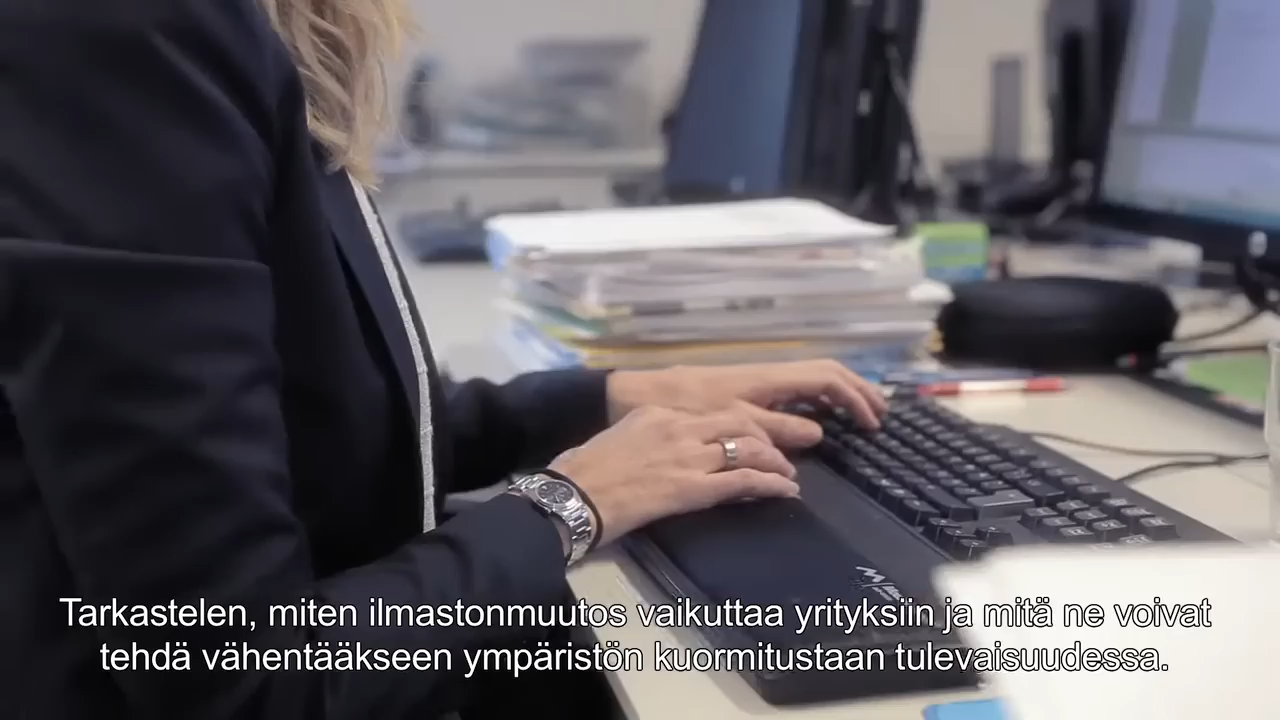 Tarkastelen, miten ilmastonmuutos vaikuttaa yrityksiin ja mitä ne voivat
tehdä vähentääkseen ympäristön kuormitustaan tulevaisuudessa.